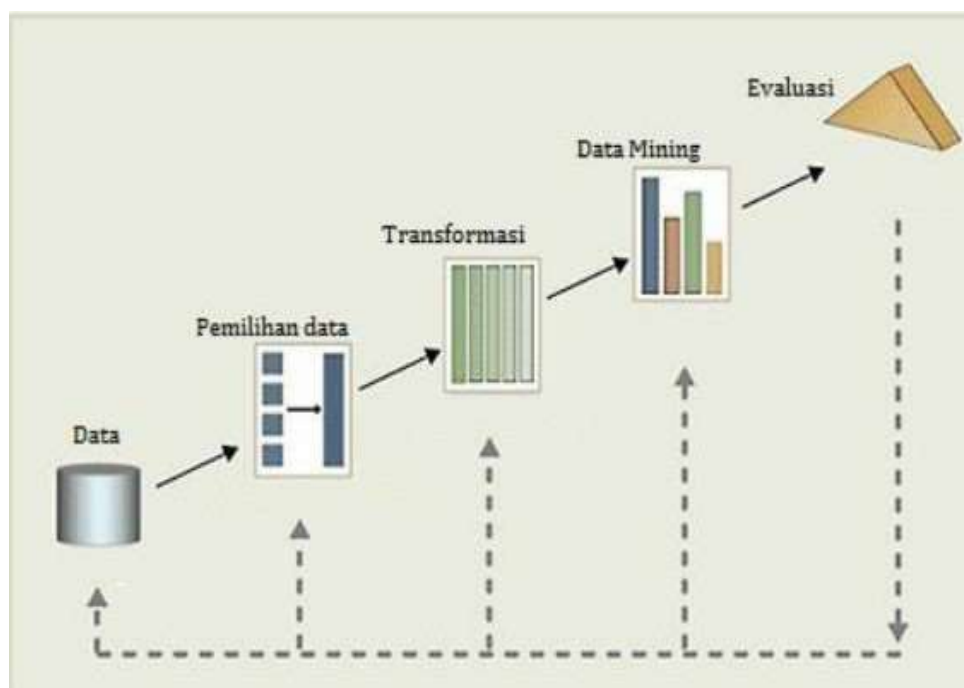 Data
Pemilihan data
Transformasi
Data Mining
Evaluasi